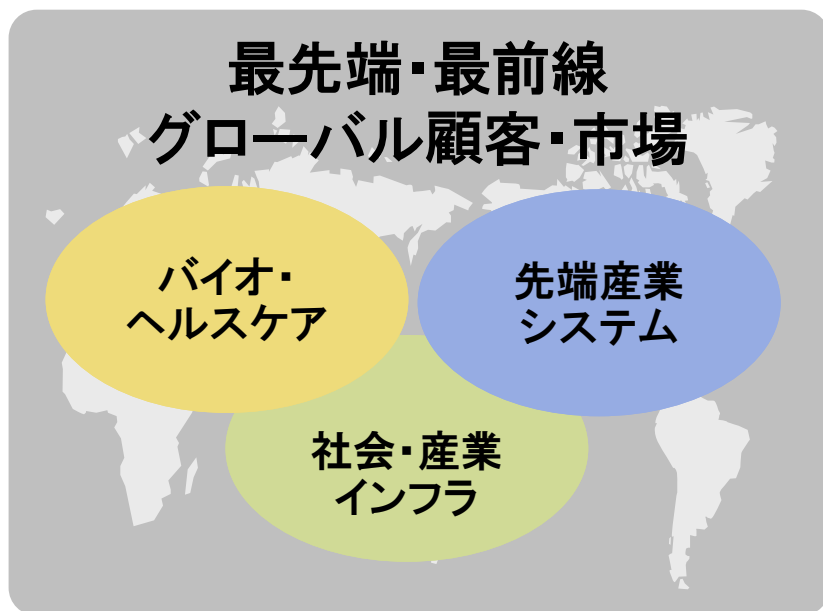 最先端・最前線
グローバル顧客・市場
バイオ・
ヘルスケア
先端産業
システム
社会・産業
インフラ